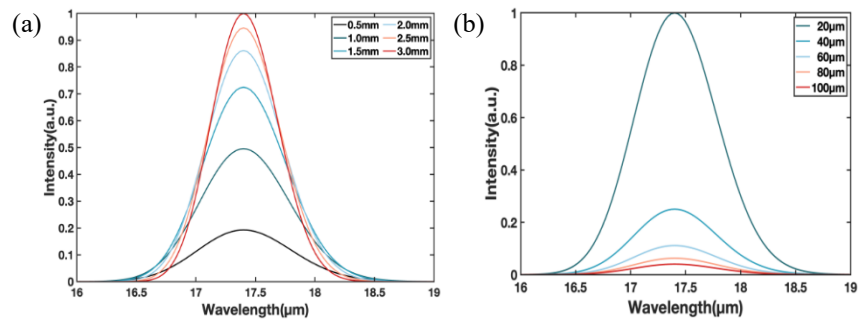 (a)
Intensity(a.u.)
1
0.9
0.8
0.7
0.6
0.5
0.4
0.3
0.2
0.1
0
0.5mm 2.0mm
1.0mm 2.5mm
1.5mm 3.0mm
16 16.5 17 17.5 18 18.5 19
Wavelength(μm)
(b)
Intensity(a.u.)
1
0.8
0.6
0.4
0.2
0
20μm
40μm
60μm
80μm
100μm
16 16.5 17 17.5 18 18.5 19
Wavelength(μm)